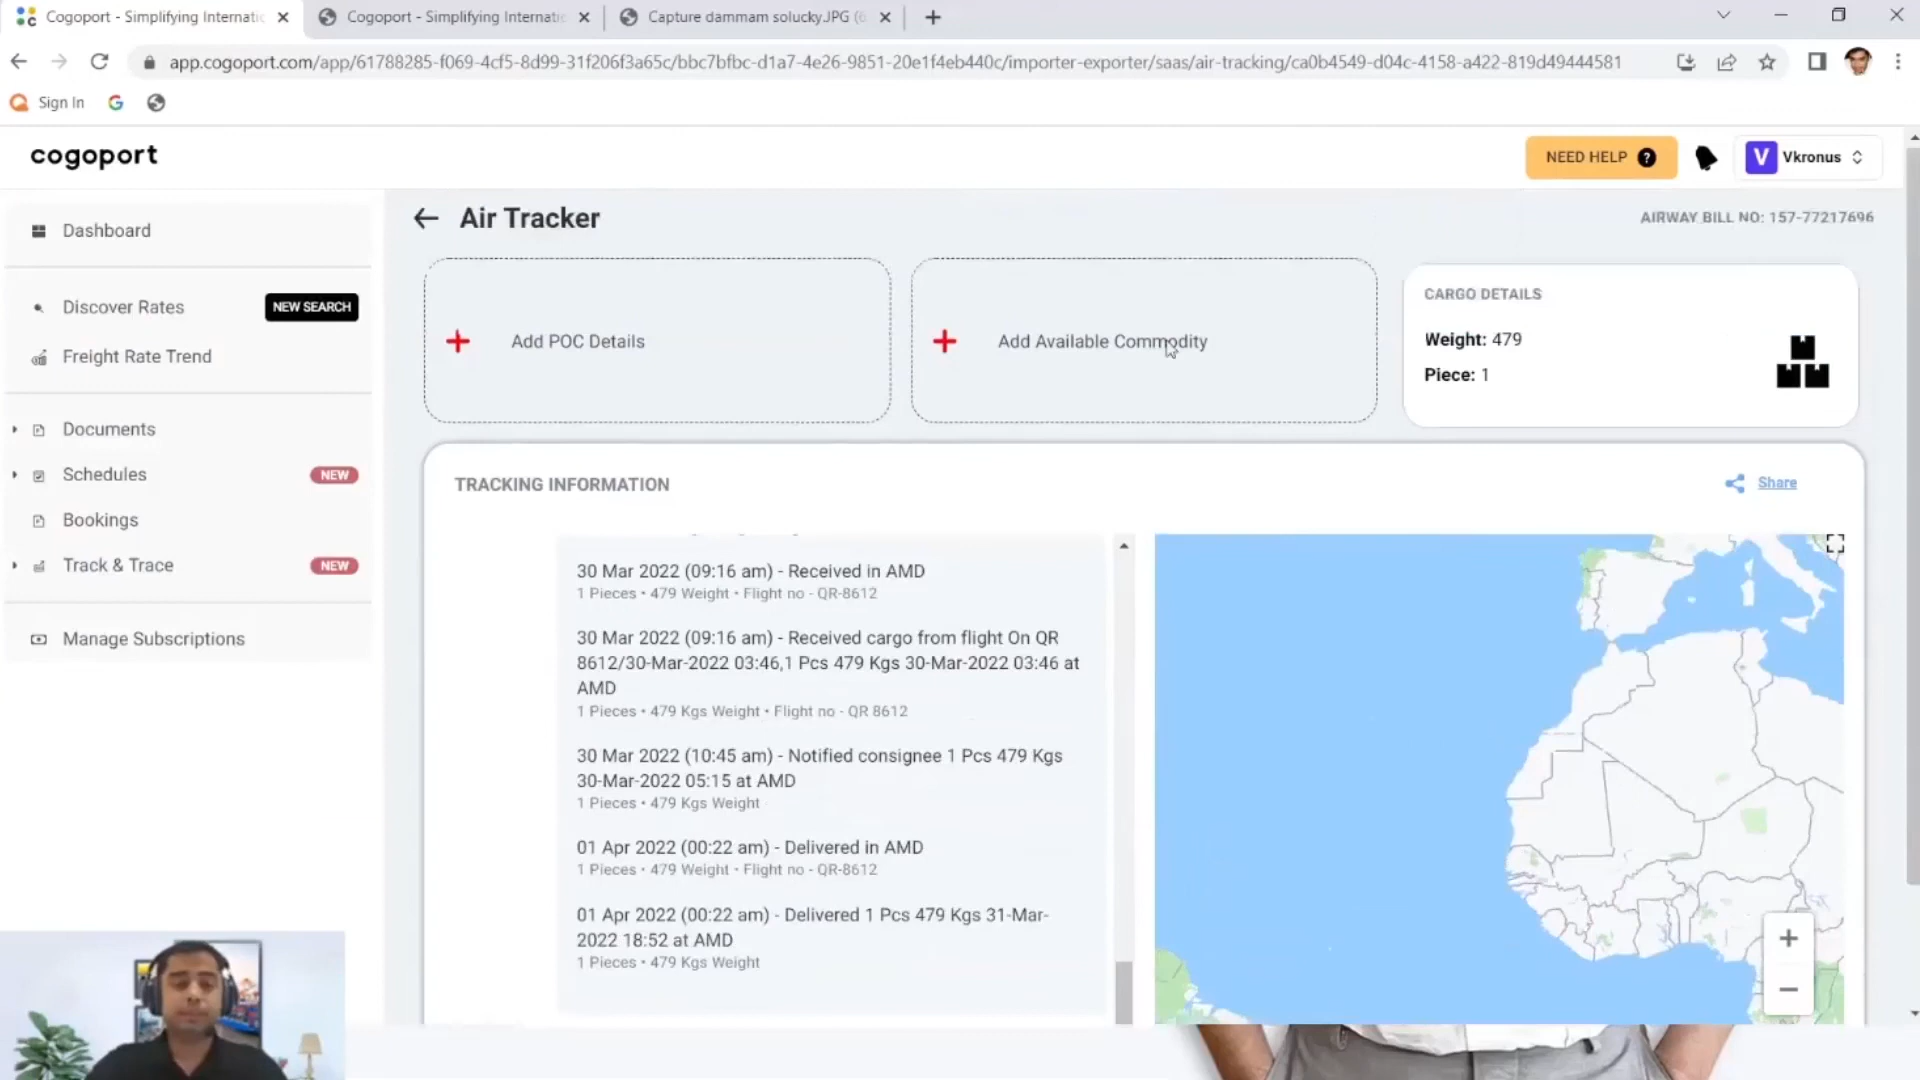 Cogoport - Simplifying Internatic
Cogoport - Simplifying Internatic
Capture dammam solucky.JPG (6
app.cogoport.com/app/61788285-f069-4cf5-8d99-31f206f3a65c/bbc7bfbc-d1a7-4e26-9851-20e1f4eb440c/importer-exporter/saas/air-tracking/ca0b4549-d04c-4158-a422-819d49444581
Sign In
cogoport
NEED HELP ?
V Vkronus
Dashboard
Discover Rates NEW SEARCH
Freight Rate Trend
Documents
Schedules NEW
Bookings
Track & Trace NEW
Manage Subscriptions
Air Tracker
AIRWAY BILL NO: 157-77217696
Add POC Details
Add Available Commodity
CARGO DETAILS
Weight: 479
Piece: 1
TRACKING INFORMATION
Share
30 Mar 2022 (09:16 am) - Received in AMD
1 Pieces • 479 Weight • Flight no - QR-8612
30 Mar 2022 (09:16 am) - Received cargo from flight On QR
8612/30-Mar-2022 03:46,1 Pcs 479 Kgs 30-Mar-2022 03:46 at
AMD
1 Pieces • 479 Kgs Weight • Flight no - QR 8612
30 Mar 2022 (10:45 am) - Notified consignee 1 Pcs 479 Kgs
30-Mar-2022 05:15 at AMD
1 Pieces • 479 Kgs Weight
01 Apr 2022 (00:22 am) - Delivered in AMD
1 Pieces • 479 Weight • Flight no - QR-8612
01 Apr 2022 (00:22 am) - Delivered 1 Pcs 479 Kgs 31-Mar-
2022 18:52 at AMD
1 Pieces • 479 Kgs Weight